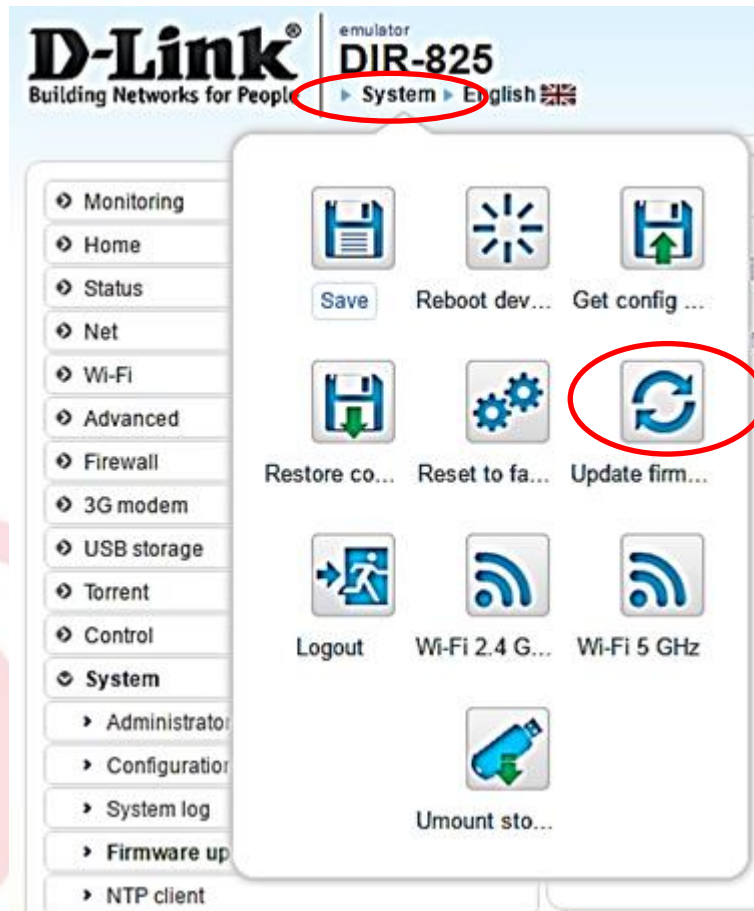 D-Link®
Building Networks for People
emulator
DIR-825
System English
Monitoring
Home
Status
Net
Wi-Fi
Advanced
Firewall
3G modem
USB storage
Torrent
Control
System
Administrator
Configuration
System log
Firmware up
NTP client
Save Reboot dev... Get config ...
Restore co... Reset to fa... Update firm...
Logout Wi-Fi 2.4 G... Wi-Fi 5 GHz
Umount sto...